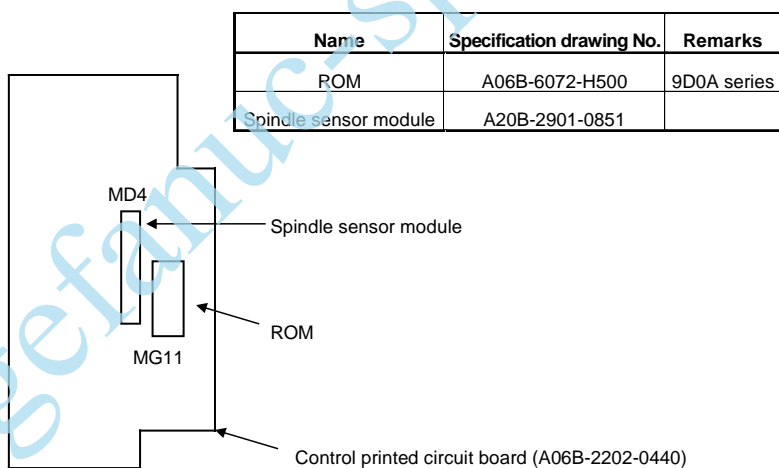 Name Specification drawing No. Remarks
ROM A06B-6072-H500 9D0A series
Spindle sensor module A20B-2901-0851
MD4
Spindle sensor module
ROM
MG11
Control printed circuit board (A06B-2202-0440)
gefanuc-s